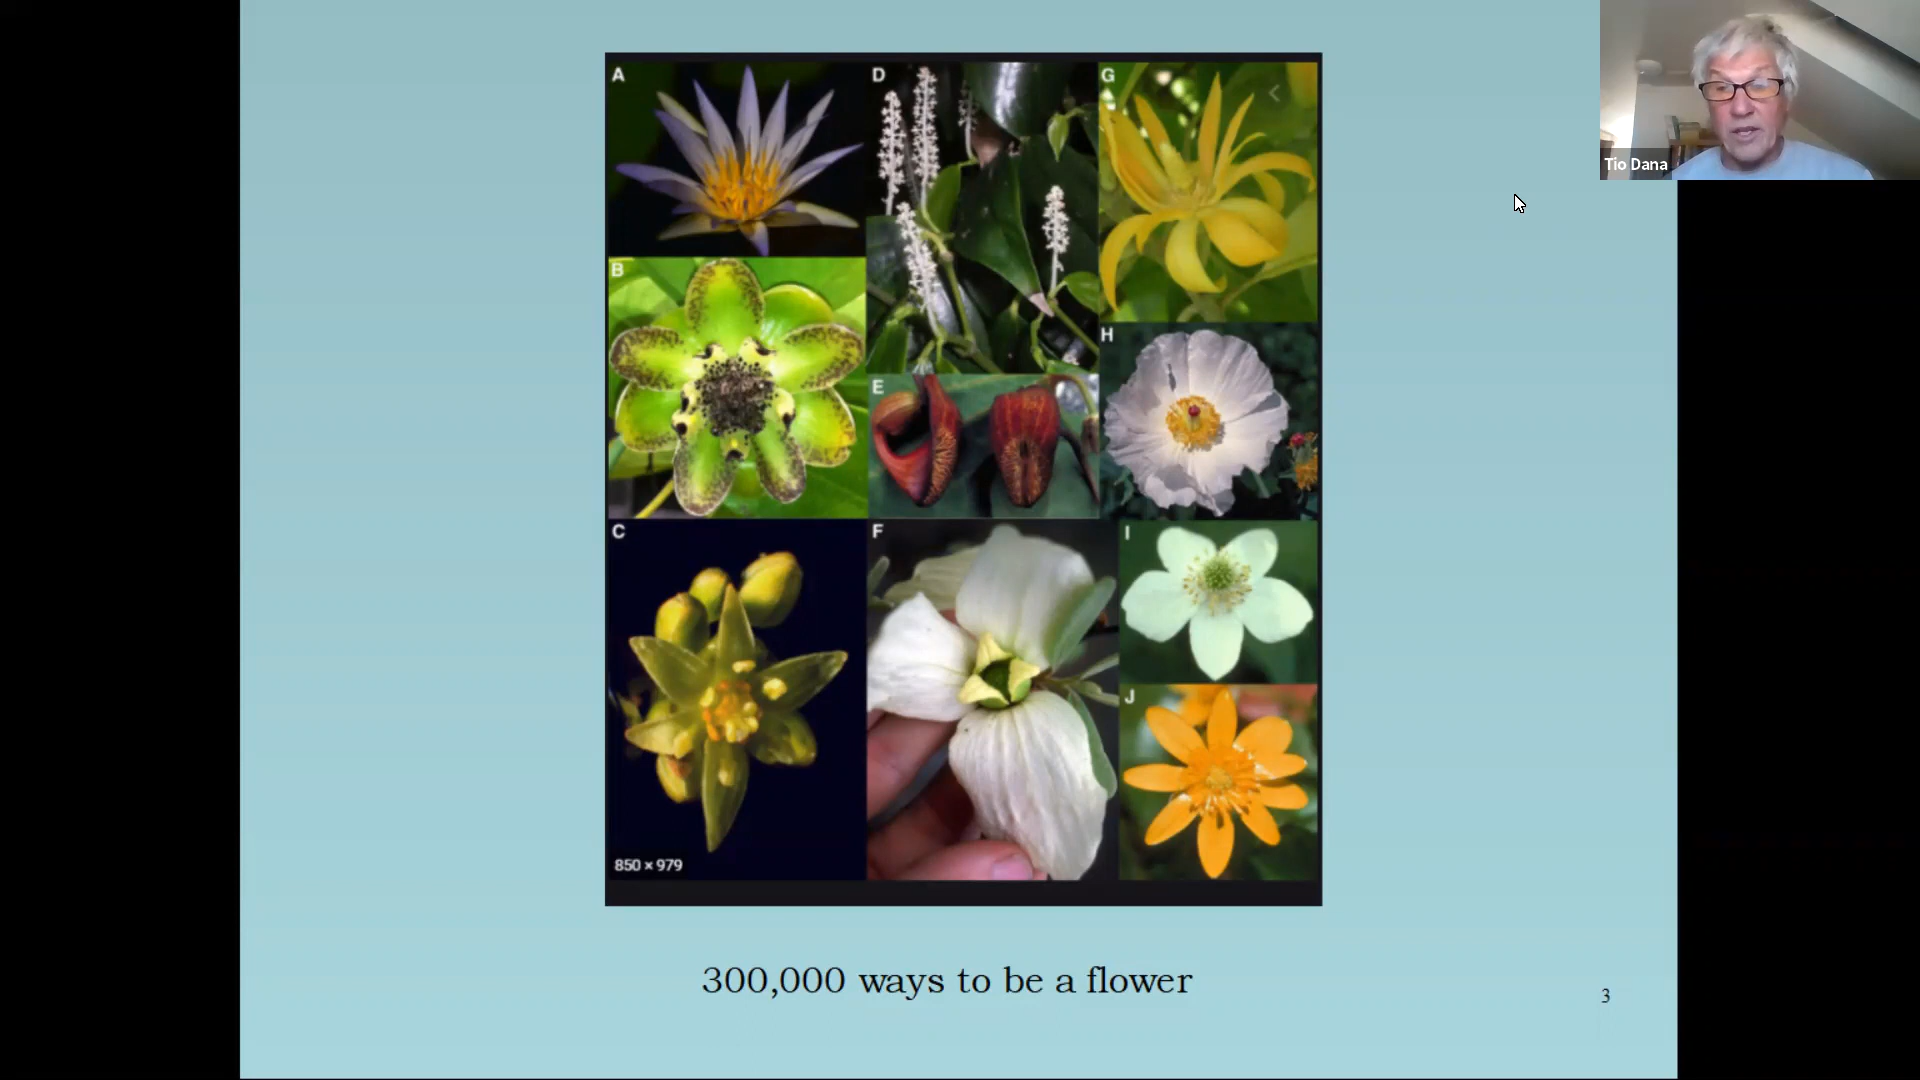 A
D
G
Tio Dana
B
H
E
C
F
I
J
850 × 979
300,000 ways to be a flower
3